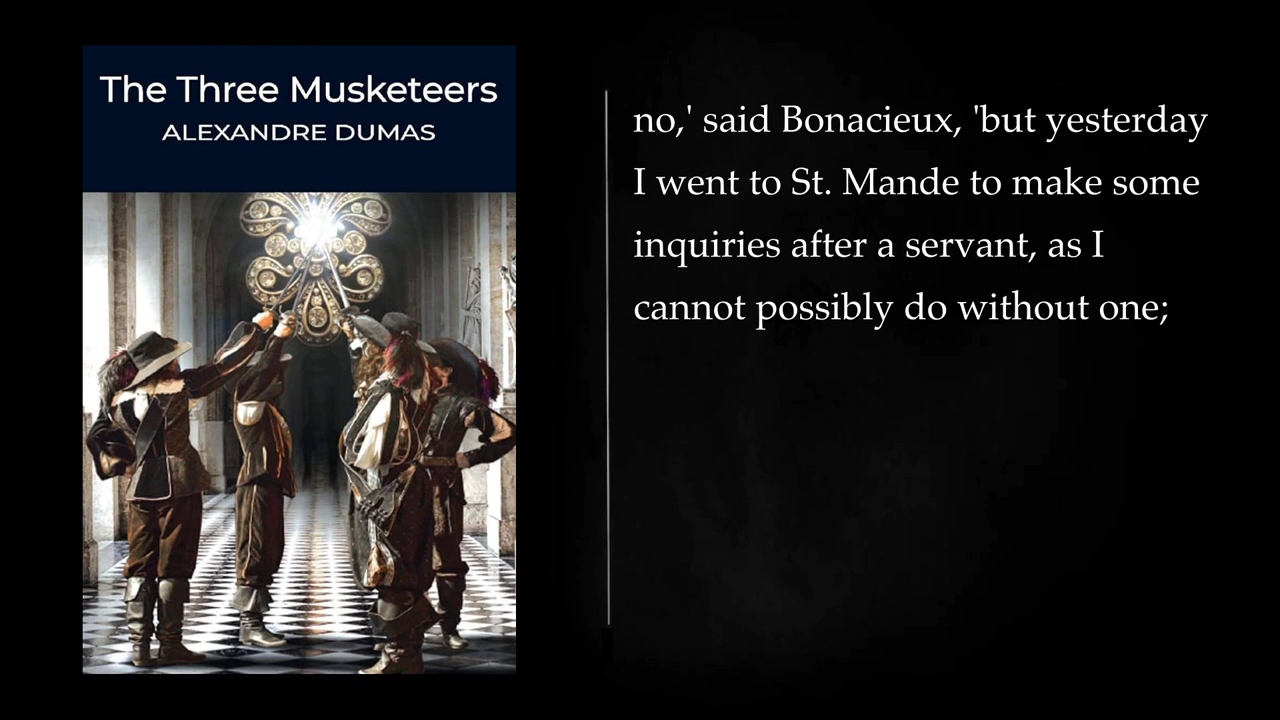 The Three Musketeers
ALEXANDRE DUMAS
no,' said Bonacieux, 'but yesterday
I went to St. Mande to make some
inquiries after a servant, as I
cannot possibly do without one;